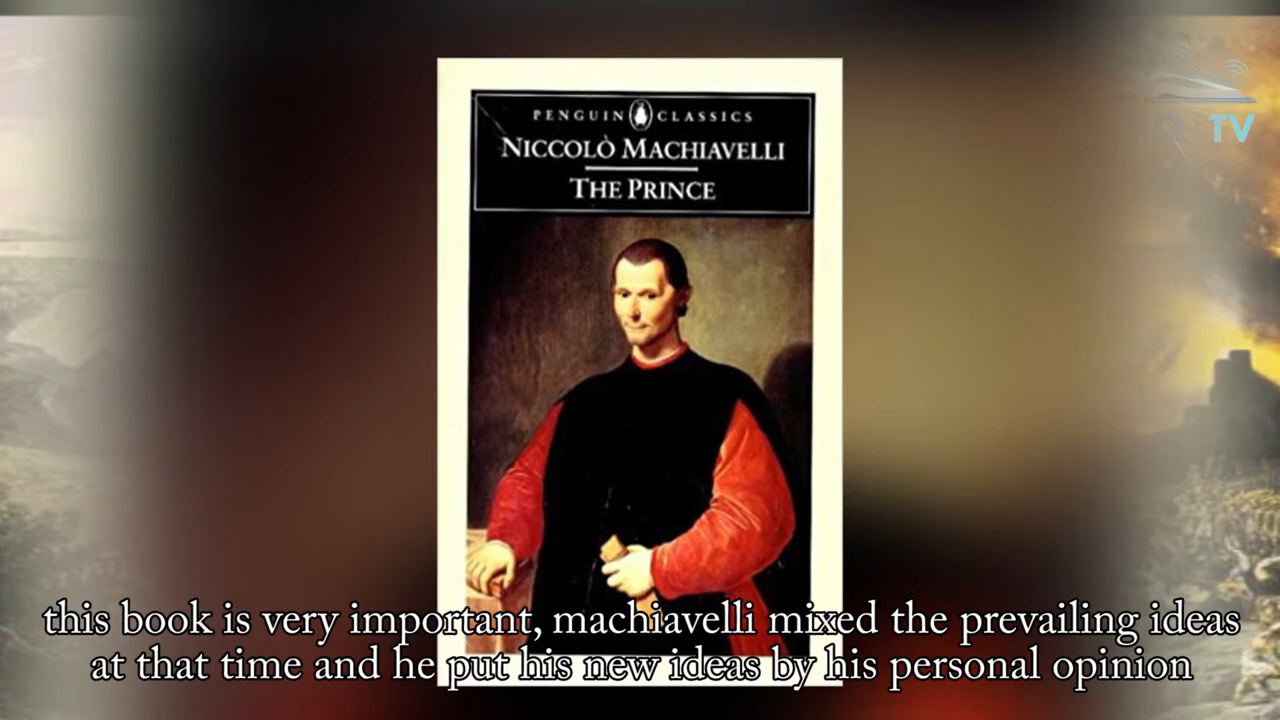 TV
PENGUIN CLASSICS
NICCOLÒ MACHIAVELLI
THE PRINCE
this book is very important, machiavelli mixed the prevailing ideas
at that time and he put his new ideas by his personal opinion